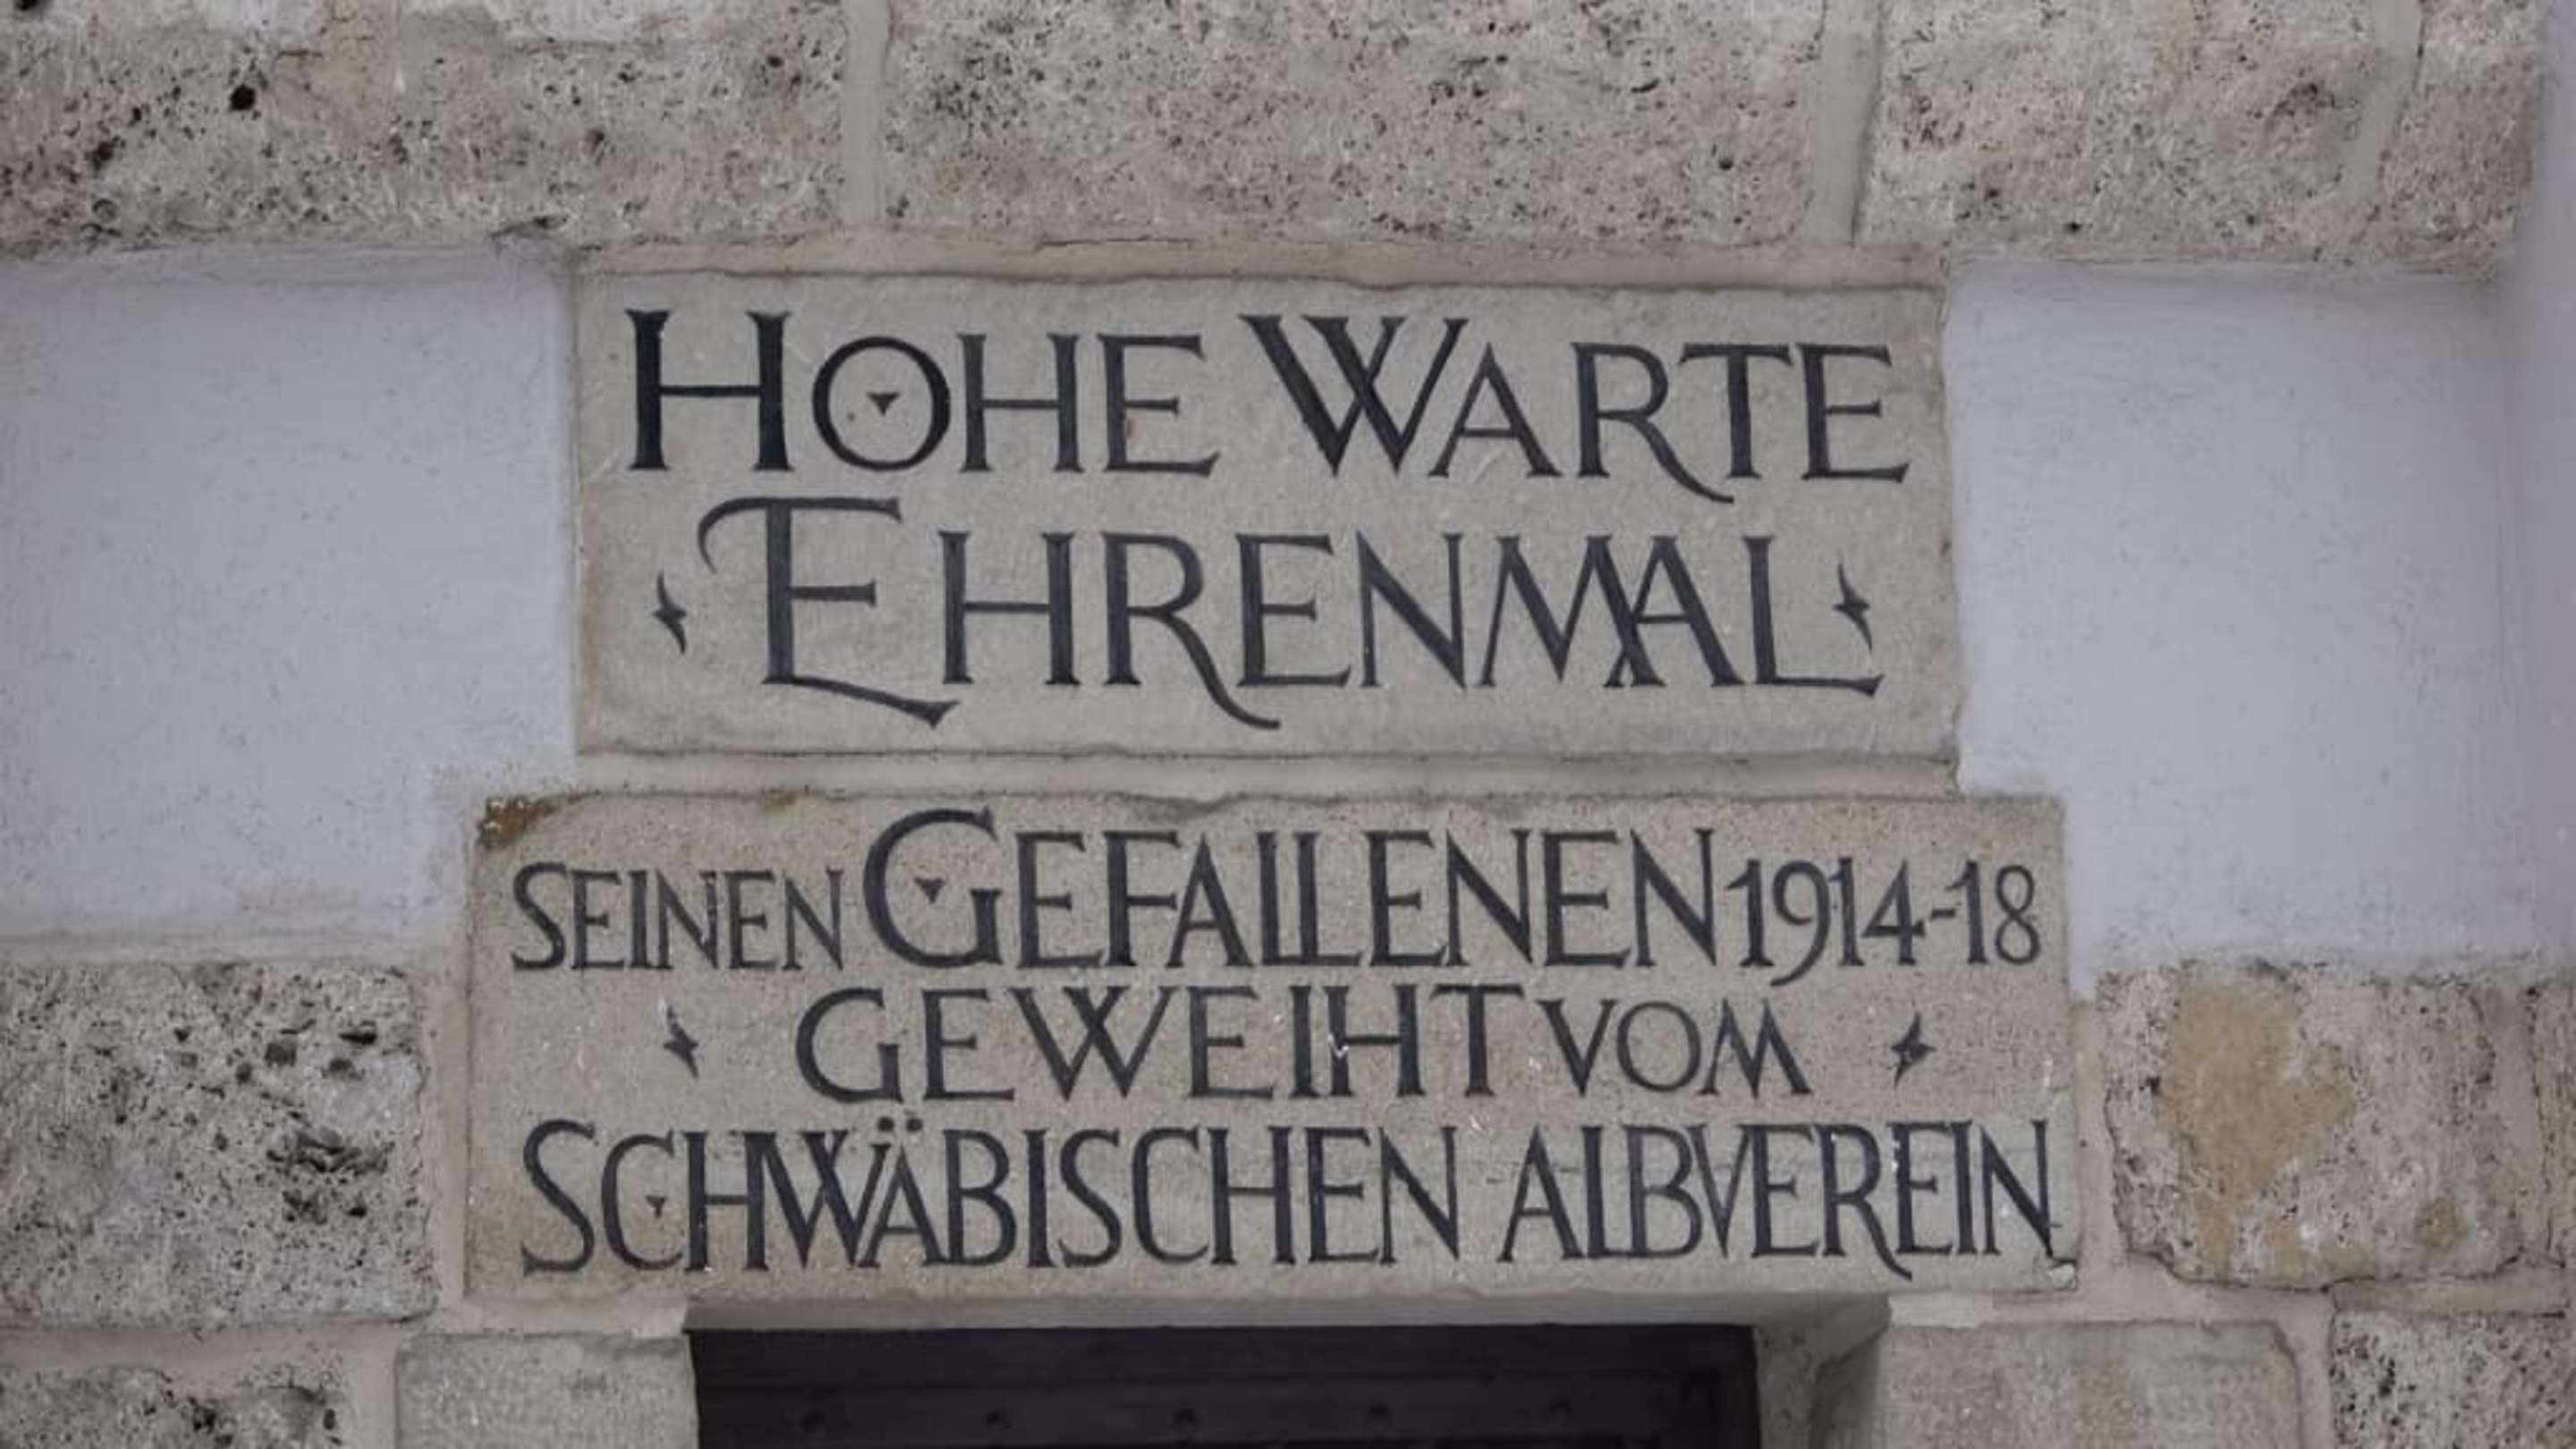 HOHE WARTE
EHRENMAL
SEINEN GEFALLENEN 1914-18
GEWEIHT VOM
SCHWÄBISCHEN ALBVEREIN